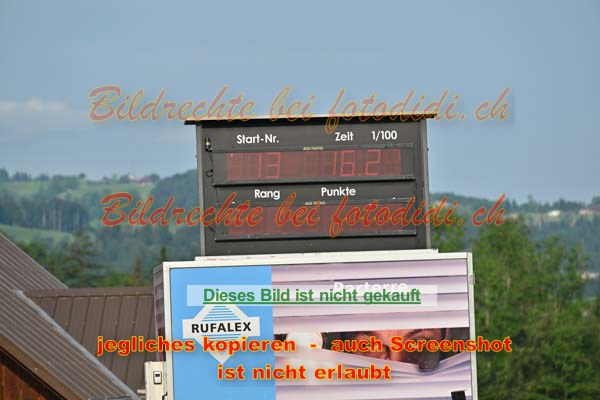 Bildrechte bei fotodidi.ch
Start-Nr. Zeit 1/100
13 16.2
Rang Punkte
Bildrechte bei fotodidi.ch
Parterre
Dieses Bild ist nicht gekauft
RUFALEX
jegliches kopieren - auch Screenshot
ist nicht erlaubt